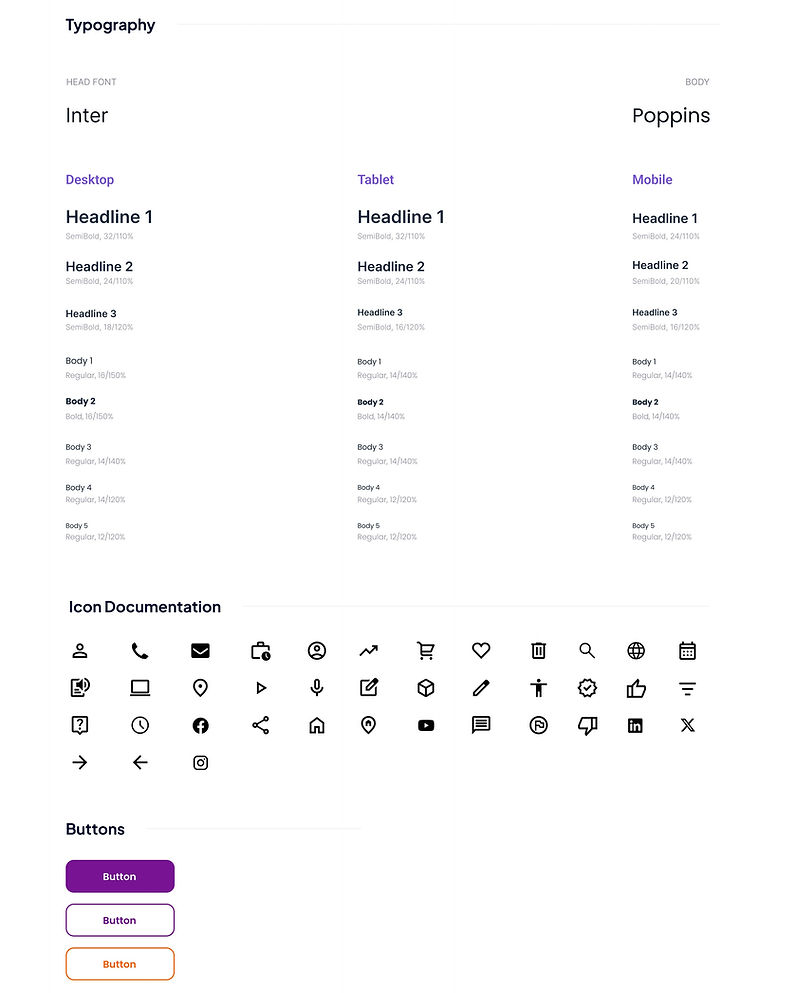 Typography
HEAD FONT
BODY
Inter
Poppins
Desktop
Tablet
Mobile
Headline 1
Headline 1
Headline 1
SemiBold, 32/110%
SemiBold, 32/110%
SemiBold, 24/110%
Headline 2
Headline 2
Headline 2
SemiBold, 24/110%
SemiBold, 24/110%
SemiBold, 20/110%
Headline 3
Headline 3
Headline 3
SemiBold, 18/120%
SemiBold, 16/120%
SemiBold, 16/120%
Body 1
Body 1
Body 1
Regular, 16/150%
Regular, 14/140%
Regular, 14/140%
Body 2
Body 2
Body 2
Bold, 16/150%
Bold, 14/140%
Bold, 14/140%
Body 3
Body 3
Body 3
Regular, 14/140%
Regular, 14/140%
Regular, 14/140%
Body 4
Body 4
Body 4
Regular, 14/120%
Regular, 12/120%
Regular, 12/120%
Body 5
Body 5
Body 5
Regular, 12/120%
Regular, 12/120%
Regular, 12/120%
Icon Documentation
Buttons
Button
Button
Button